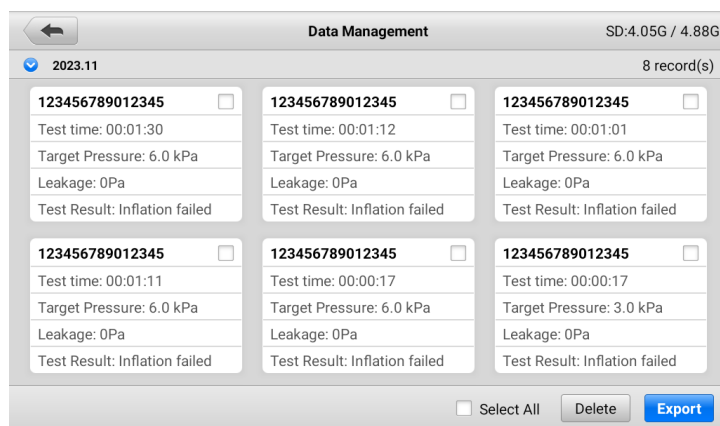 Data Management
SD:4.05G / 4.88G
2023.11
8 record(s)
123456789012345
Test time: 00:01:30
Target Pressure: 6.0 kPa
Leakage: 0Pa
Test Result: Inflation failed
123456789012345
Test time: 00:01:12
Target Pressure: 6.0 kPa
Leakage: 0Pa
Test Result: Inflation failed
123456789012345
Test time: 00:01:01
Target Pressure: 6.0 kPa
Leakage: 0Pa
Test Result: Inflation failed
123456789012345
Test time: 00:01:11
Target Pressure: 6.0 kPa
Leakage: 0Pa
Test Result: Inflation failed
123456789012345
Test time: 00:00:17
Target Pressure: 6.0 kPa
Leakage: 0Pa
Test Result: Inflation failed
123456789012345
Test time: 00:00:17
Target Pressure: 3.0 kPa
Leakage: 0Pa
Test Result: Inflation failed
Select All
Delete
Export